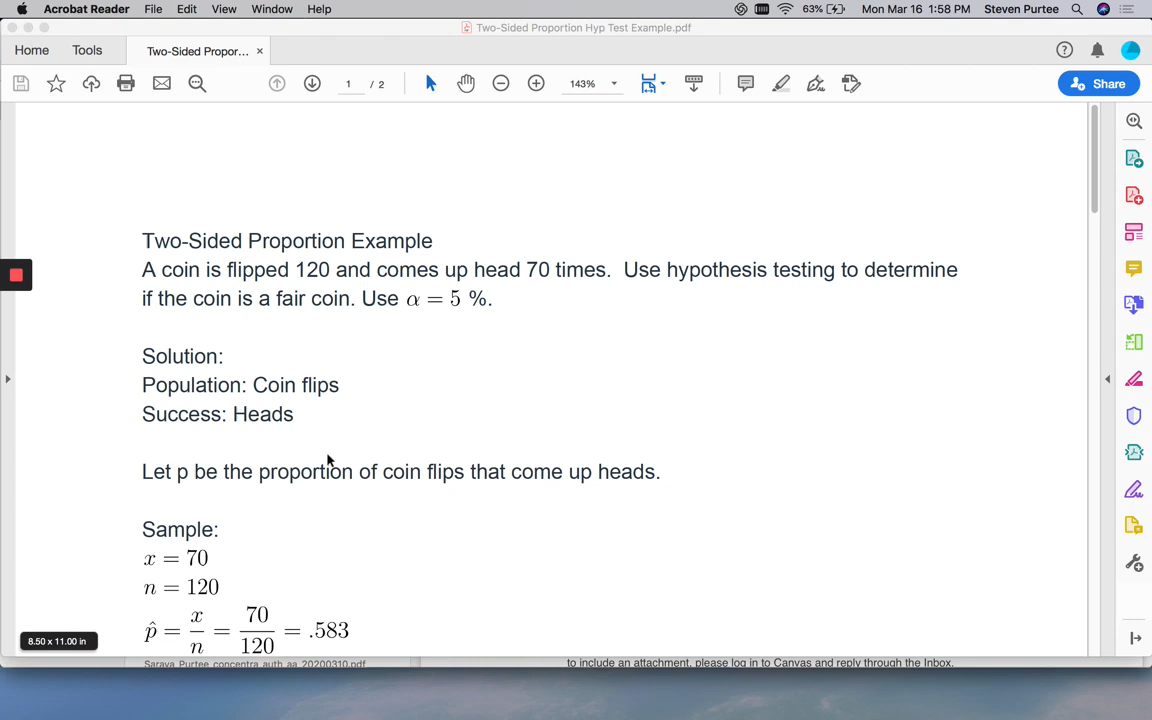 Acrobat Reader File Edit View Window Help 63% Mon Mar 16 1:58 PM Steven Purtee
Two-Sided Proportion Hyp Test Example.pdf
Home Tools Two-Sided Propor... ×
1 / 2 143% Share
Two-Sided Proportion Example
A coin is flipped 120 and comes up head 70 times. Use hypothesis testing to determine
if the coin is a fair coin. Use α = 5 %.
Solution:
Population: Coin flips
Success: Heads
Let p be the proportion of coin flips that come up heads.
Sample:
x = 70
n = 120
p̂ = x/n = 70/120 = .583
8.50 x 11.00 in
Saraya_Purtee_concentra_auth_aa_20200310.pdf
to include an attachment, please log in to Canvas and reply through the Inbox.